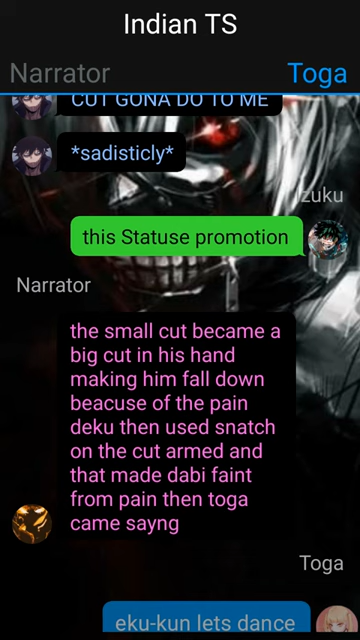 Indian TS
Narrator
Toga
CUT GONA DO TO ME
*sadisticly*
Izuku
this Statuse promotion
Narrator
the small cut became a
big cut in his hand
making him fall down
beacuse of the pain
deku then used snatch
on the cut armed and
that made dabi faint
from pain then toga
came sayng
Toga
eku-kun lets dance